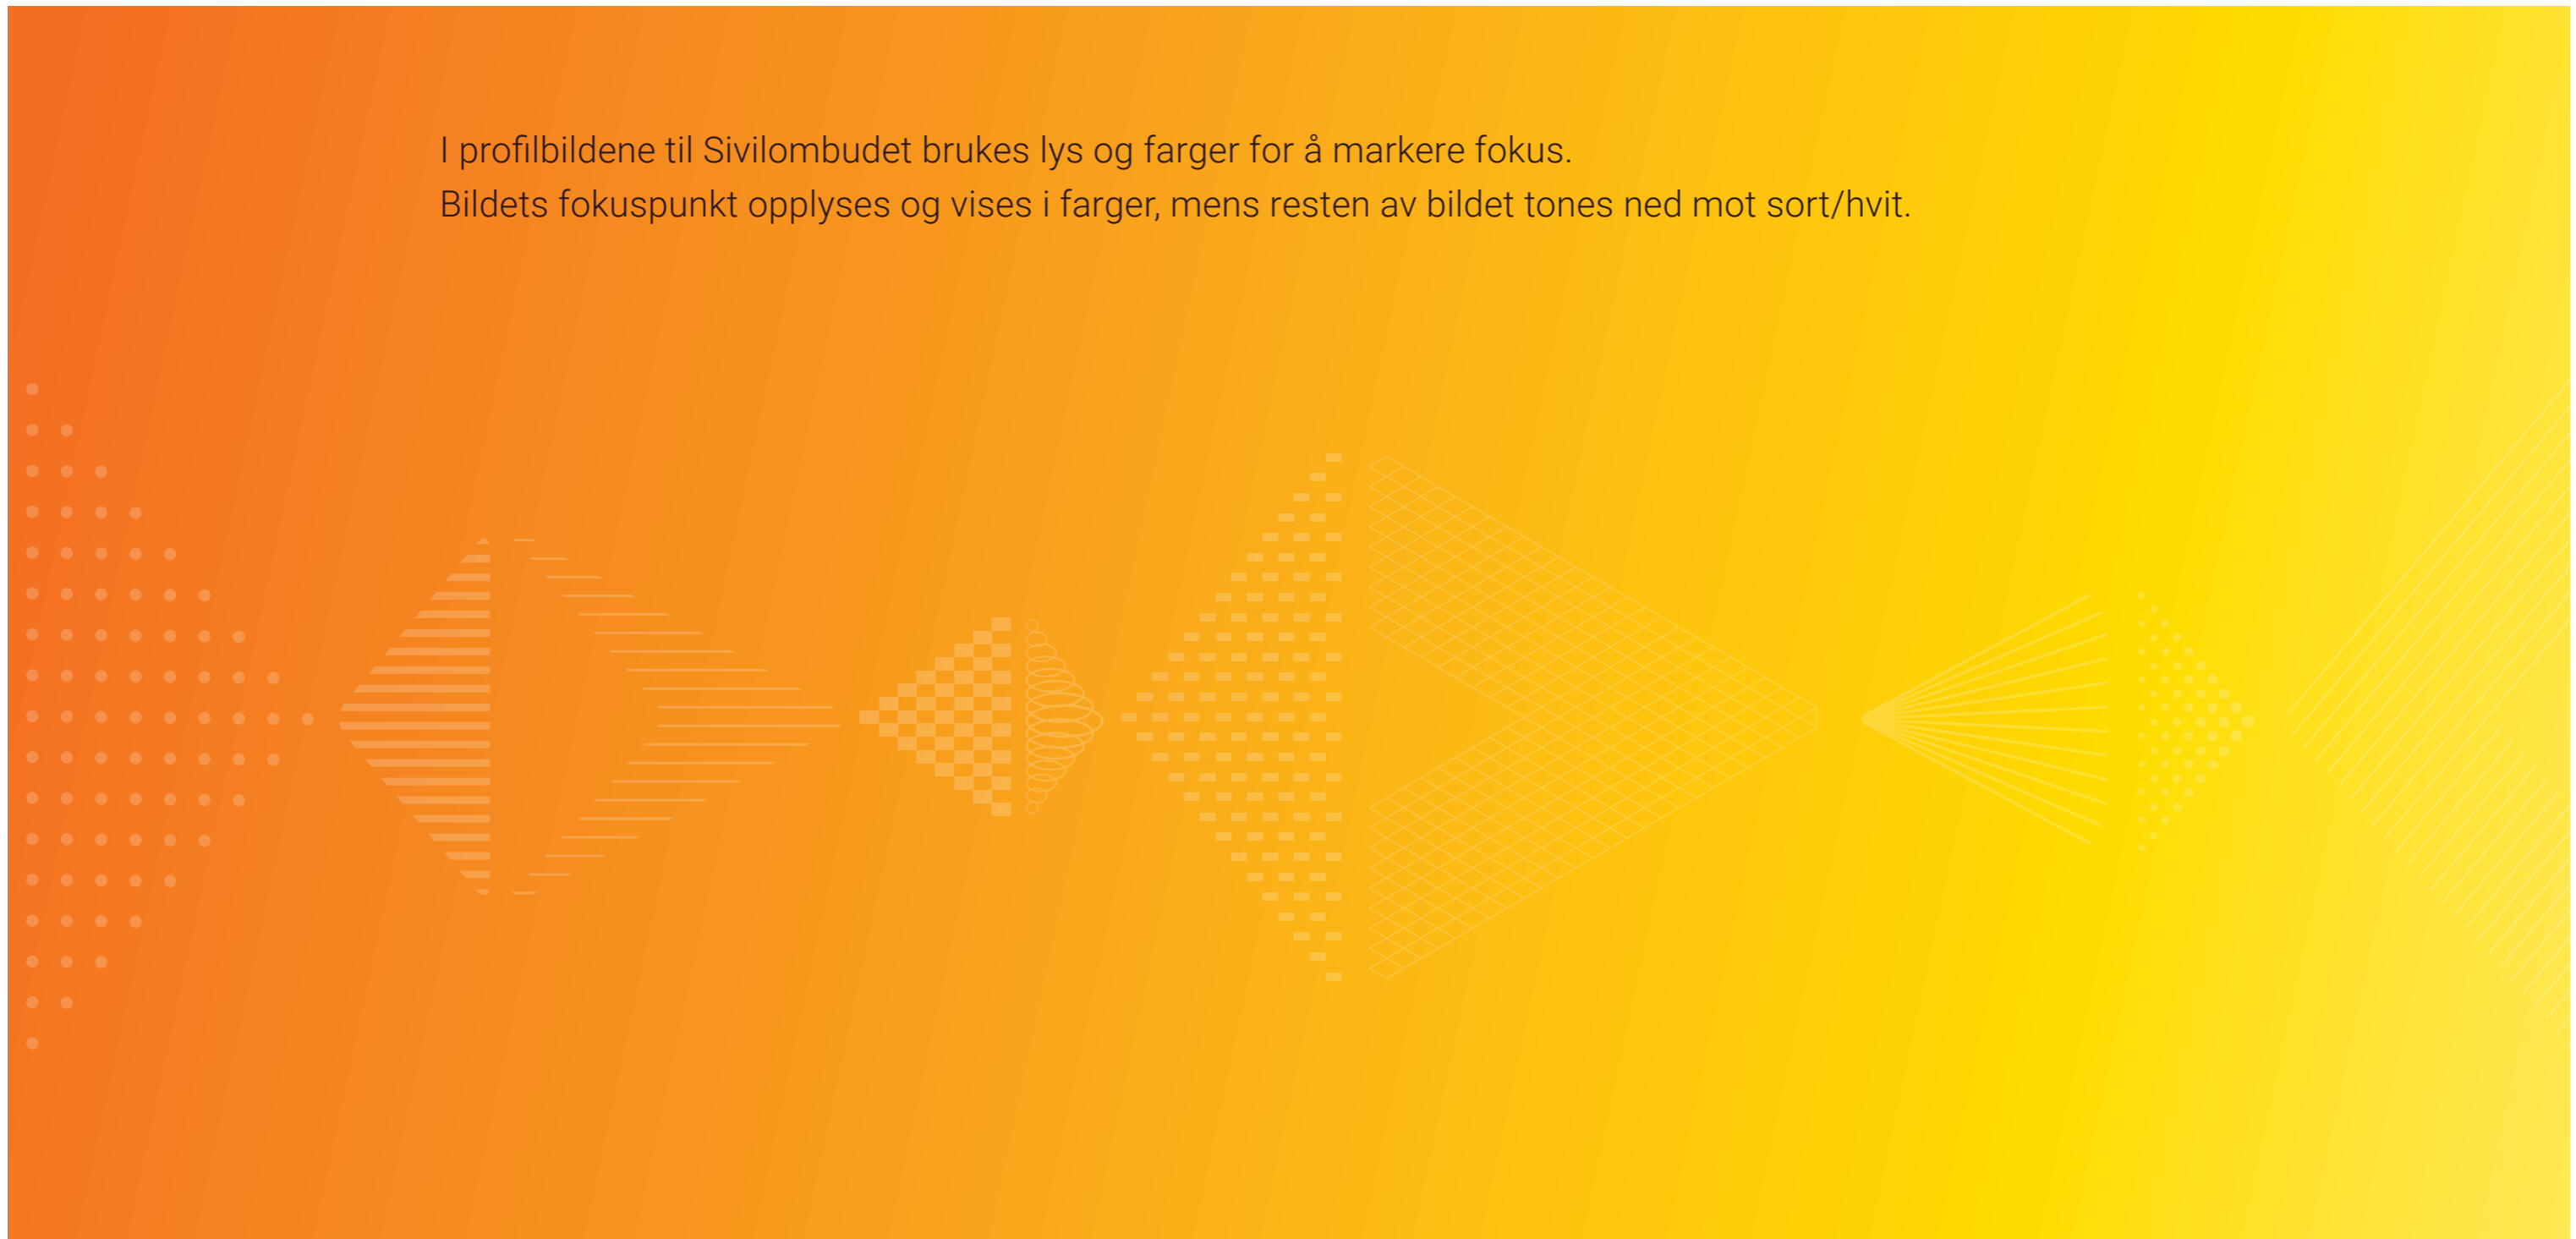 I profilbildene til Sivilombudet brukes lys og farger for å markere fokus.
Bildets fokuspunkt opplyses og vises i farger, mens resten av bildet tones ned mot sort/hvit.